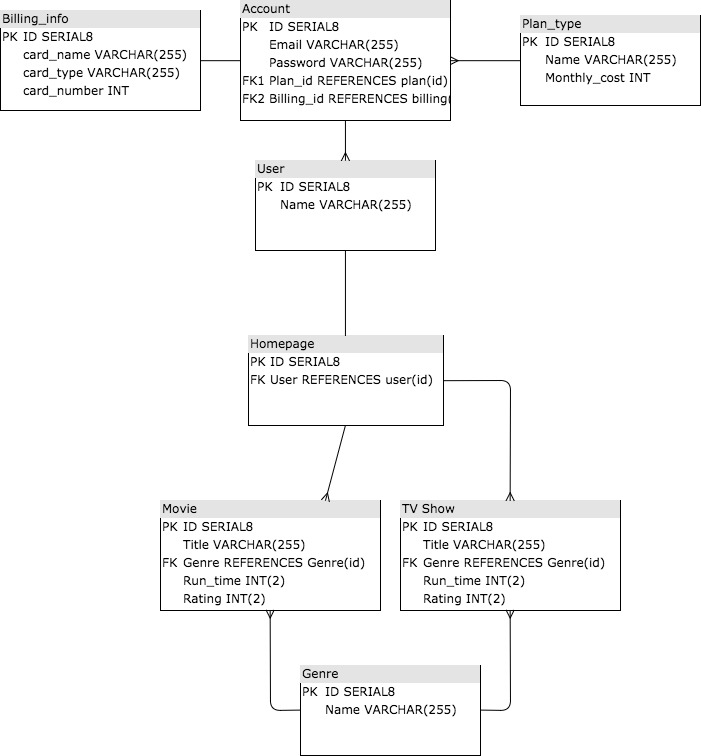 Billing_info
PK ID SERIAL8
card_name VARCHAR(255)
card_type VARCHAR(255)
card_number INT
Account
PK ID SERIAL8
Email VARCHAR(255)
Password VARCHAR(255)
FK1 Plan_id REFERENCES plan(id)
FK2 Billing_id REFERENCES billing(
Plan_type
PK ID SERIAL8
Name VARCHAR(255)
Monthly_cost INT
User
PK ID SERIAL8
Name VARCHAR(255)
Homepage
PK ID SERIAL8
FK User REFERENCES user(id)
Movie
PK ID SERIAL8
Title VARCHAR(255)
FK Genre REFERENCES Genre(id)
Run_time INT(2)
Rating INT(2)
TV Show
PK ID SERIAL8
Title VARCHAR(255)
FK Genre REFERENCES Genre(id)
Run_time INT(2)
Rating INT(2)
Genre
PK ID SERIAL8
Name VARCHAR(255)